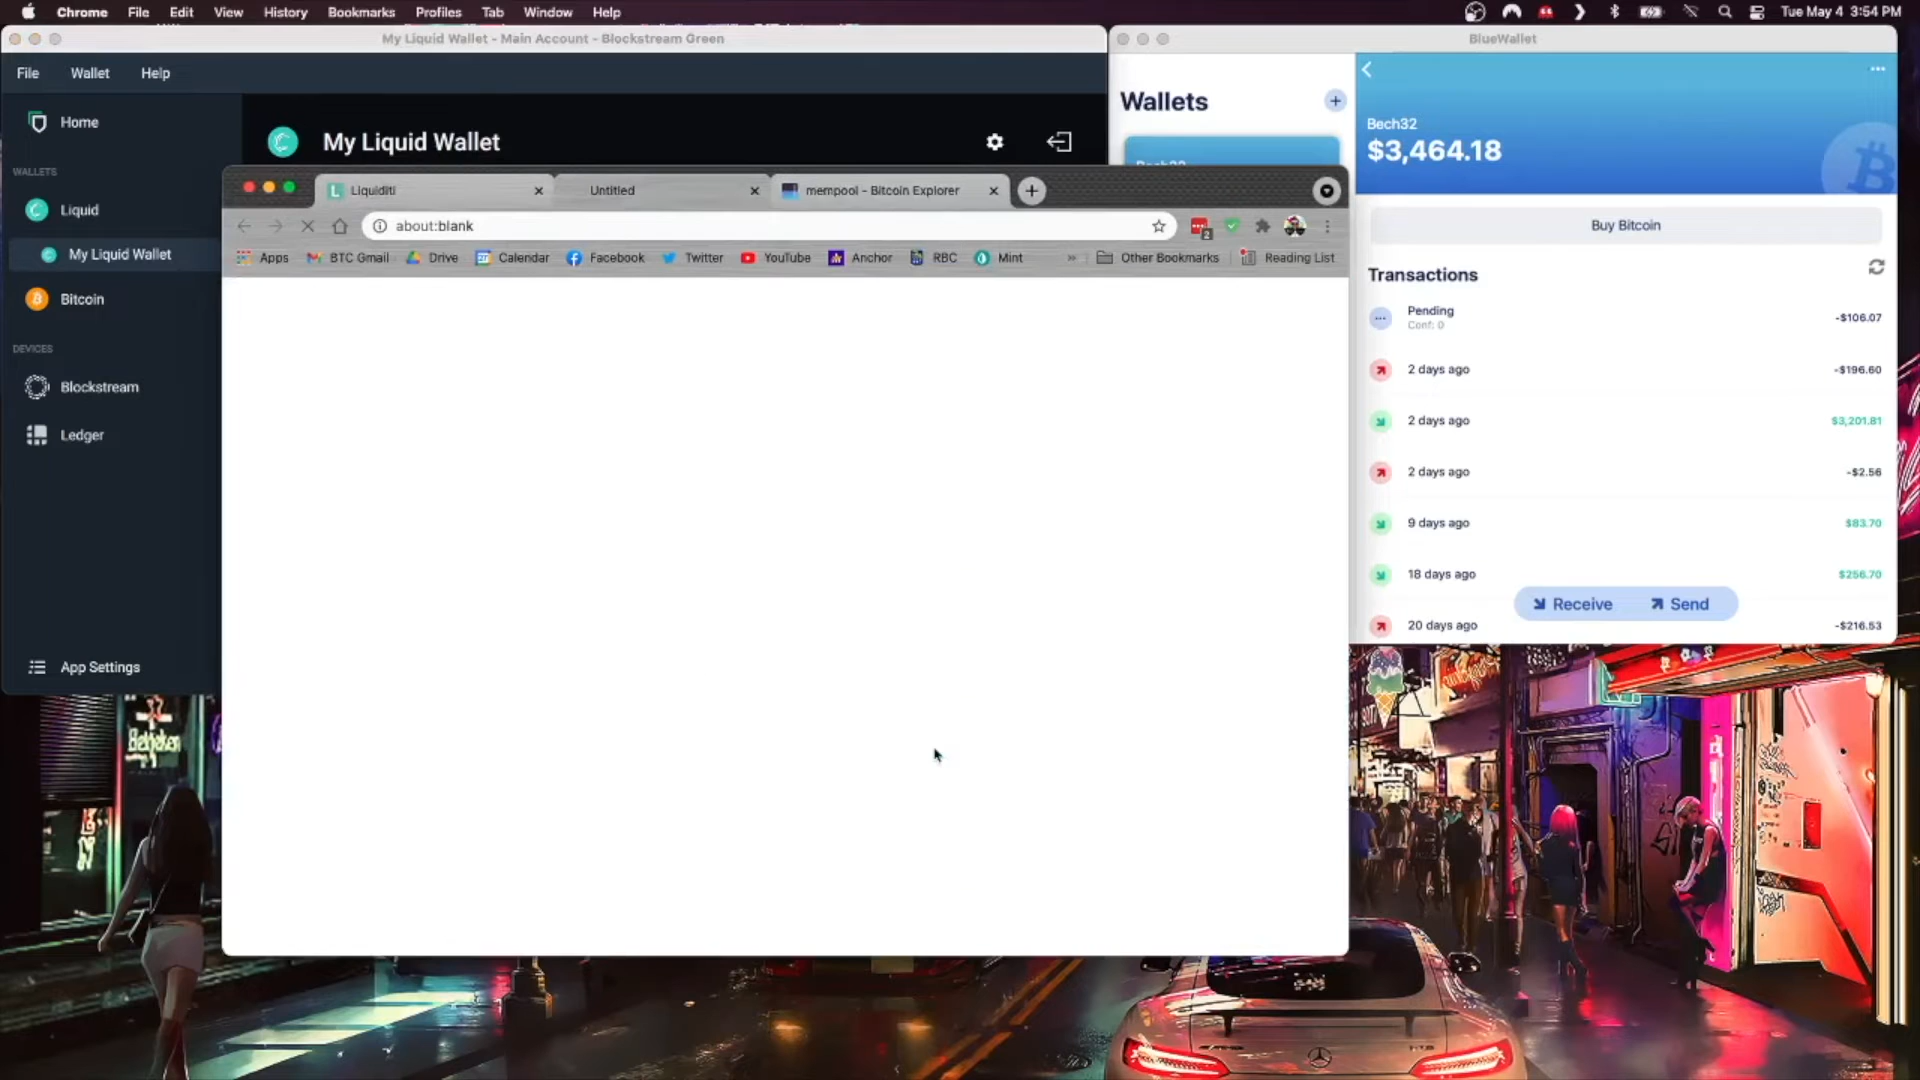 Chrome File Edit View History Bookmarks Profiles Tab Window Help
Tue May 4 3:54 PM
My Liquid Wallet - Main Account - Blockstream Green
File Wallet Help
Home
WALLETS
Liquid
My Liquid Wallet
Bitcoin
DEVICES
Blockstream
Ledger
App Settings
My Liquid Wallet
Liquiditi
Untitled
mempool - Bitcoin Explorer
about:blank
Apps BTC Gmail Drive Calendar Facebook Twitter YouTube Anchor RBC Mint » Other Bookmarks Reading List
BlueWallet
Wallets
Bech32
Bech32
$3,464.18
Buy Bitcoin
Transactions
Pending
Conf: 0
-$106.07
2 days ago -$196.60
2 days ago $3,201.81
2 days ago -$2.56
9 days ago $83.70
18 days ago $256.70
Receive Send
20 days ago -$216.53